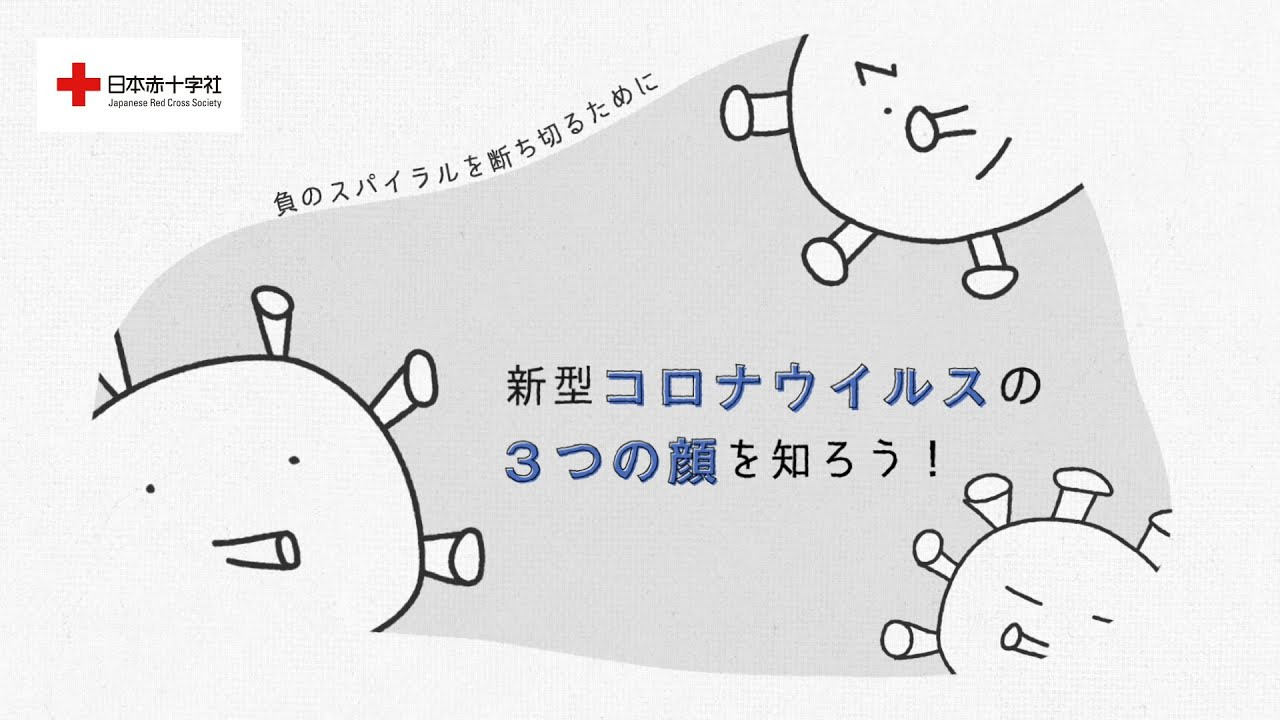 日本赤十字社
Japanese Red Cross Society
負のスパイラルを断ち切るために
新型コロナウイルスの
３つの顔を知ろう！